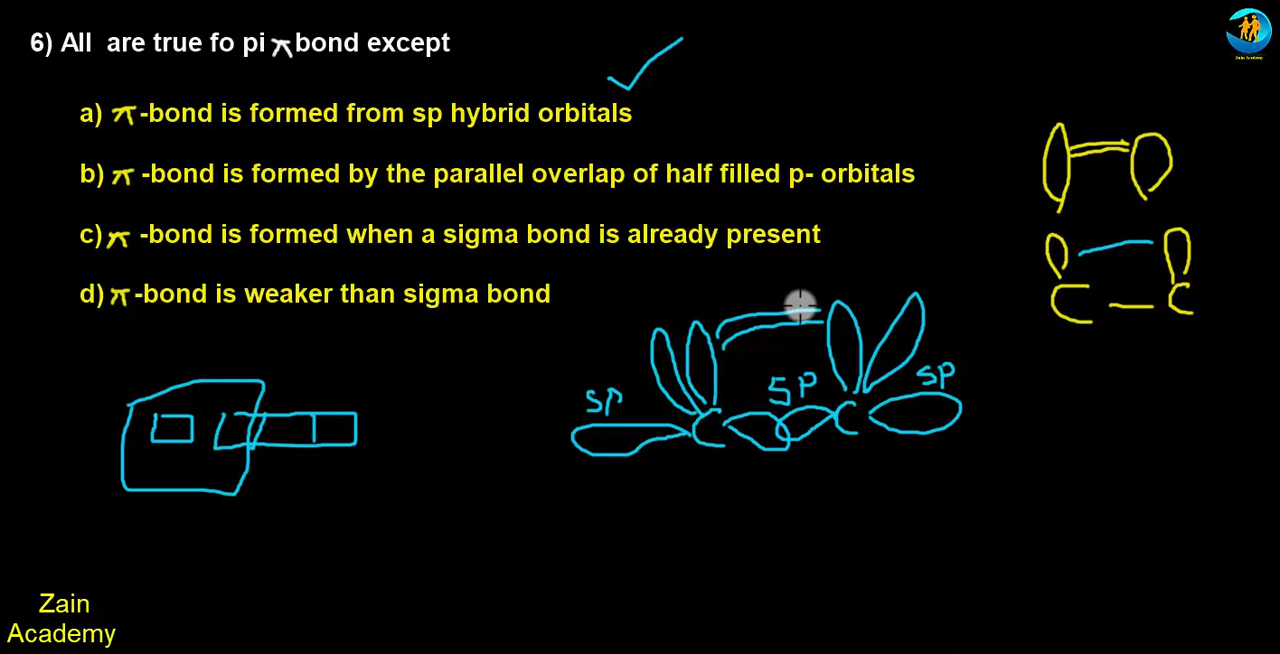 6) All are true fo pi π bond except
a) π -bond is formed from sp hybrid orbitals
b) π -bond is formed by the parallel overlap of half filled p- orbitals
c) π -bond is formed when a sigma bond is already present
d) π -bond is weaker than sigma bond
C C
SP SP SP
C C
Zain
Academy
Zain Academy